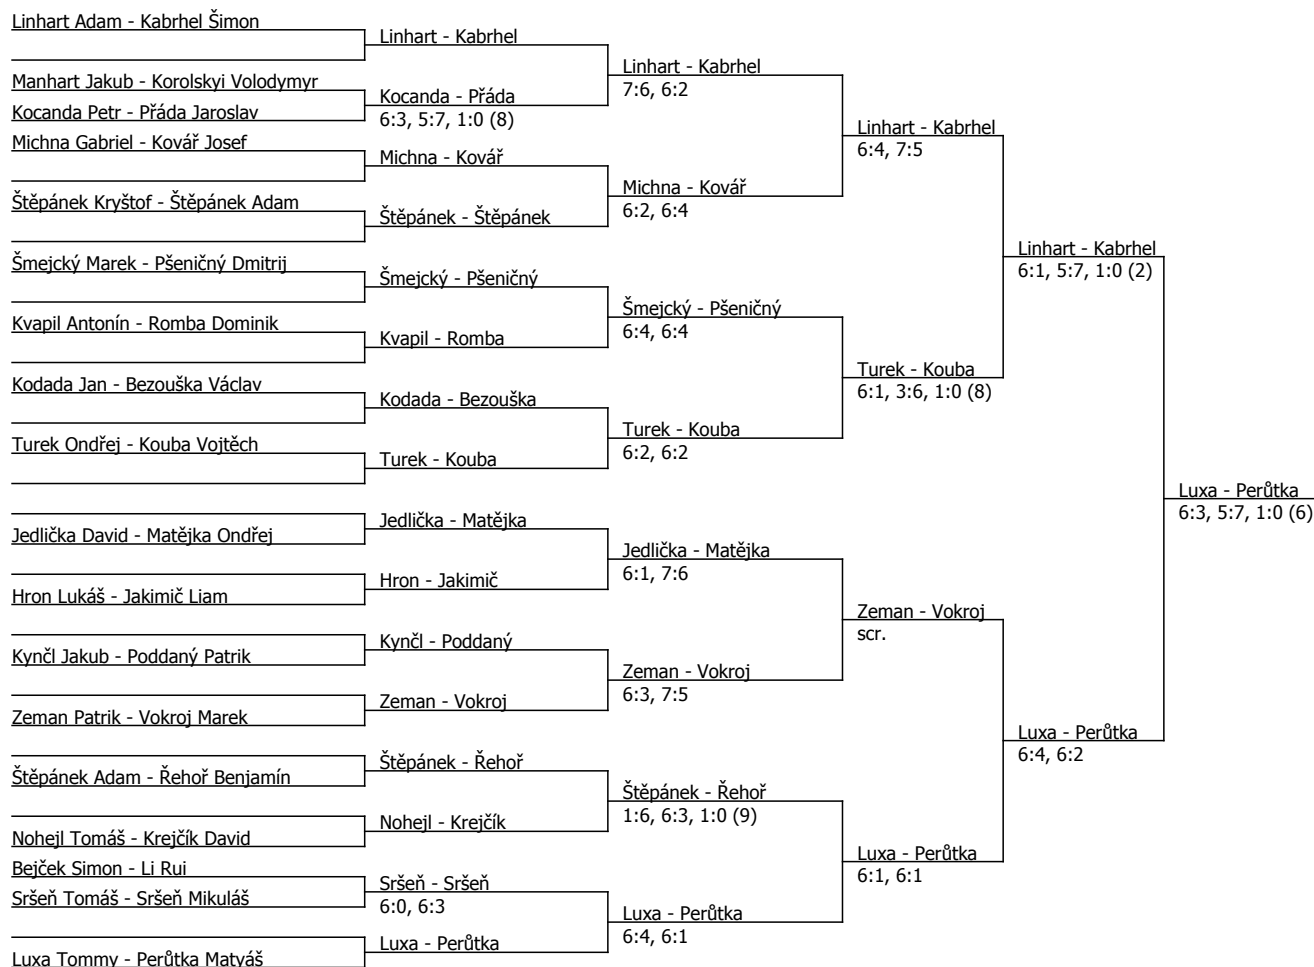 Linhart Adam - Kabrhel Šimon
Manhart Jakub - Korolskyi Volodymyr
Kocanda Petr - Přáda Jaroslav
Michna Gabriel - Kovář Josef
Štěpánek Kryštof - Štěpánek Adam
Šmejcký Marek - Pšeničný Dmitrij
Kvapil Antonín - Romba Dominik
Kodada Jan - Bezouška Václav
Turek Ondřej - Kouba Vojtěch
Jedlička David - Matějka Ondřej
Hron Lukáš - Jakimič Liam
Kynčl Jakub - Poddaný Patrik
Zeman Patrik - Vokroj Marek
Štěpánek Adam - Řehoř Benjamín
Nohejl Tomáš - Krejčík David
Bejček Simon - Li Rui
Sršeň Tomáš - Sršeň Mikuláš
Luxa Tommy - Perůtka Matyáš
Linhart - Kabrhel
Kocanda - Přáda
6:3, 5:7, 1:0 (8)
Michna - Kovář
Štěpánek - Štěpánek
Šmejcký - Pšeničný
Kvapil - Romba
Kodada - Bezouška
Turek - Kouba
Jedlička - Matějka
Hron - Jakimič
Kynčl - Poddaný
Zeman - Vokroj
Štěpánek - Řehoř
Nohejl - Krejčík
Sršeň - Sršeň
6:0, 6:3
Luxa - Perůtka
Linhart - Kabrhel
7:6, 6:2
Michna - Kovář
6:2, 6:4
Šmejcký - Pšeničný
6:4, 6:4
Turek - Kouba
6:2, 6:2
Jedlička - Matějka
6:1, 7:6
Zeman - Vokroj
6:3, 7:5
Štěpánek - Řehoř
1:6, 6:3, 1:0 (9)
Luxa - Perůtka
6:4, 6:1
Linhart - Kabrhel
6:4, 7:5
Turek - Kouba
6:1, 3:6, 1:0 (8)
Zeman - Vokroj
scr.
Luxa - Perůtka
6:1, 6:1
Linhart - Kabrhel
6:1, 5:7, 1:0 (2)
Luxa - Perůtka
6:4, 6:2
Luxa - Perůtka
6:3, 5:7, 1:0 (6)